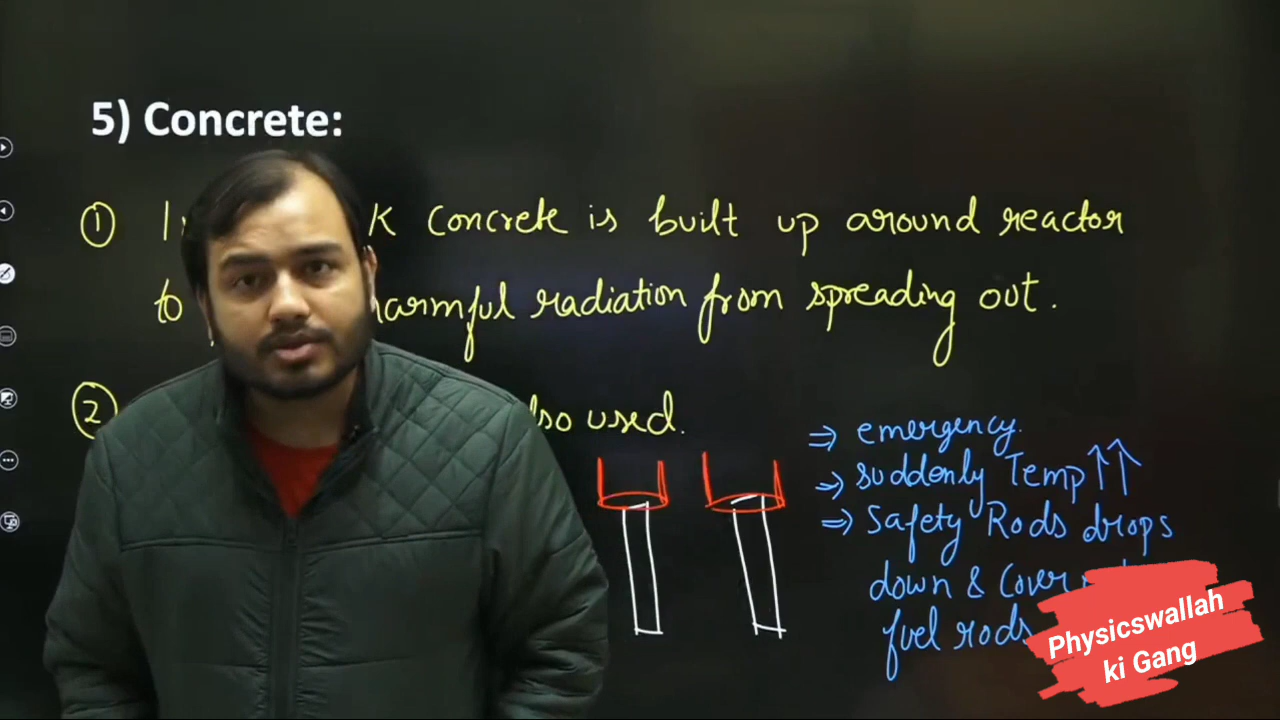 5) Concrete:
① K Concrete is built up around reactor
to harmful radiation from spreading out.
② used.
⇒ emergency.
⇒ Suddenly Temp ↑↑
⇒ Safety Rods drops
down & Cover
fuel rods
Physicswallah
ki Gang